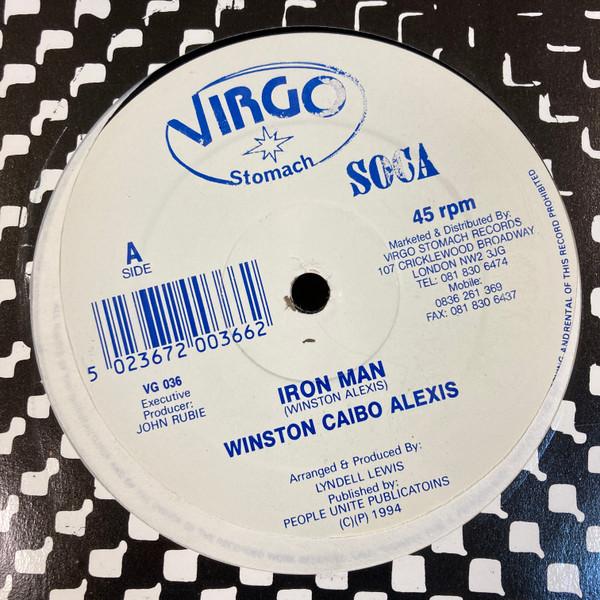 VIRGO
Stomach
SOCA
45 rpm
Marketed & Distributed By:
VIRGO STOMACH RECORDS
107 CRICKLEWOOD BROADWAY
LONDON NW2 3JG
TEL: 081 830 6474
Mobile:
0836 261 369
FAX: 081 830 6437
A
SIDE
5 023672 003662
VG 036
Executive
Producer:
JOHN RUBIE
IRON MAN
(WINSTON ALEXIS)
WINSTON CAIBO ALEXIS
Arranged & Produced By:
LYNDELL LEWIS
Published by:
PEOPLE UNITE PUBLICATOINS
(C)(P) 1994
AND RENTAL OF THIS RECORD PROHIBITED